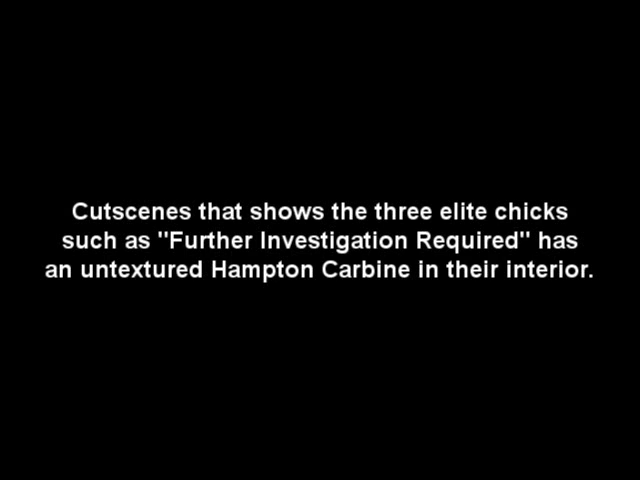 Cutscenes that shows the three elite chicks
such as "Further Investigation Required" has
an untextured Hampton Carbine in their interior.